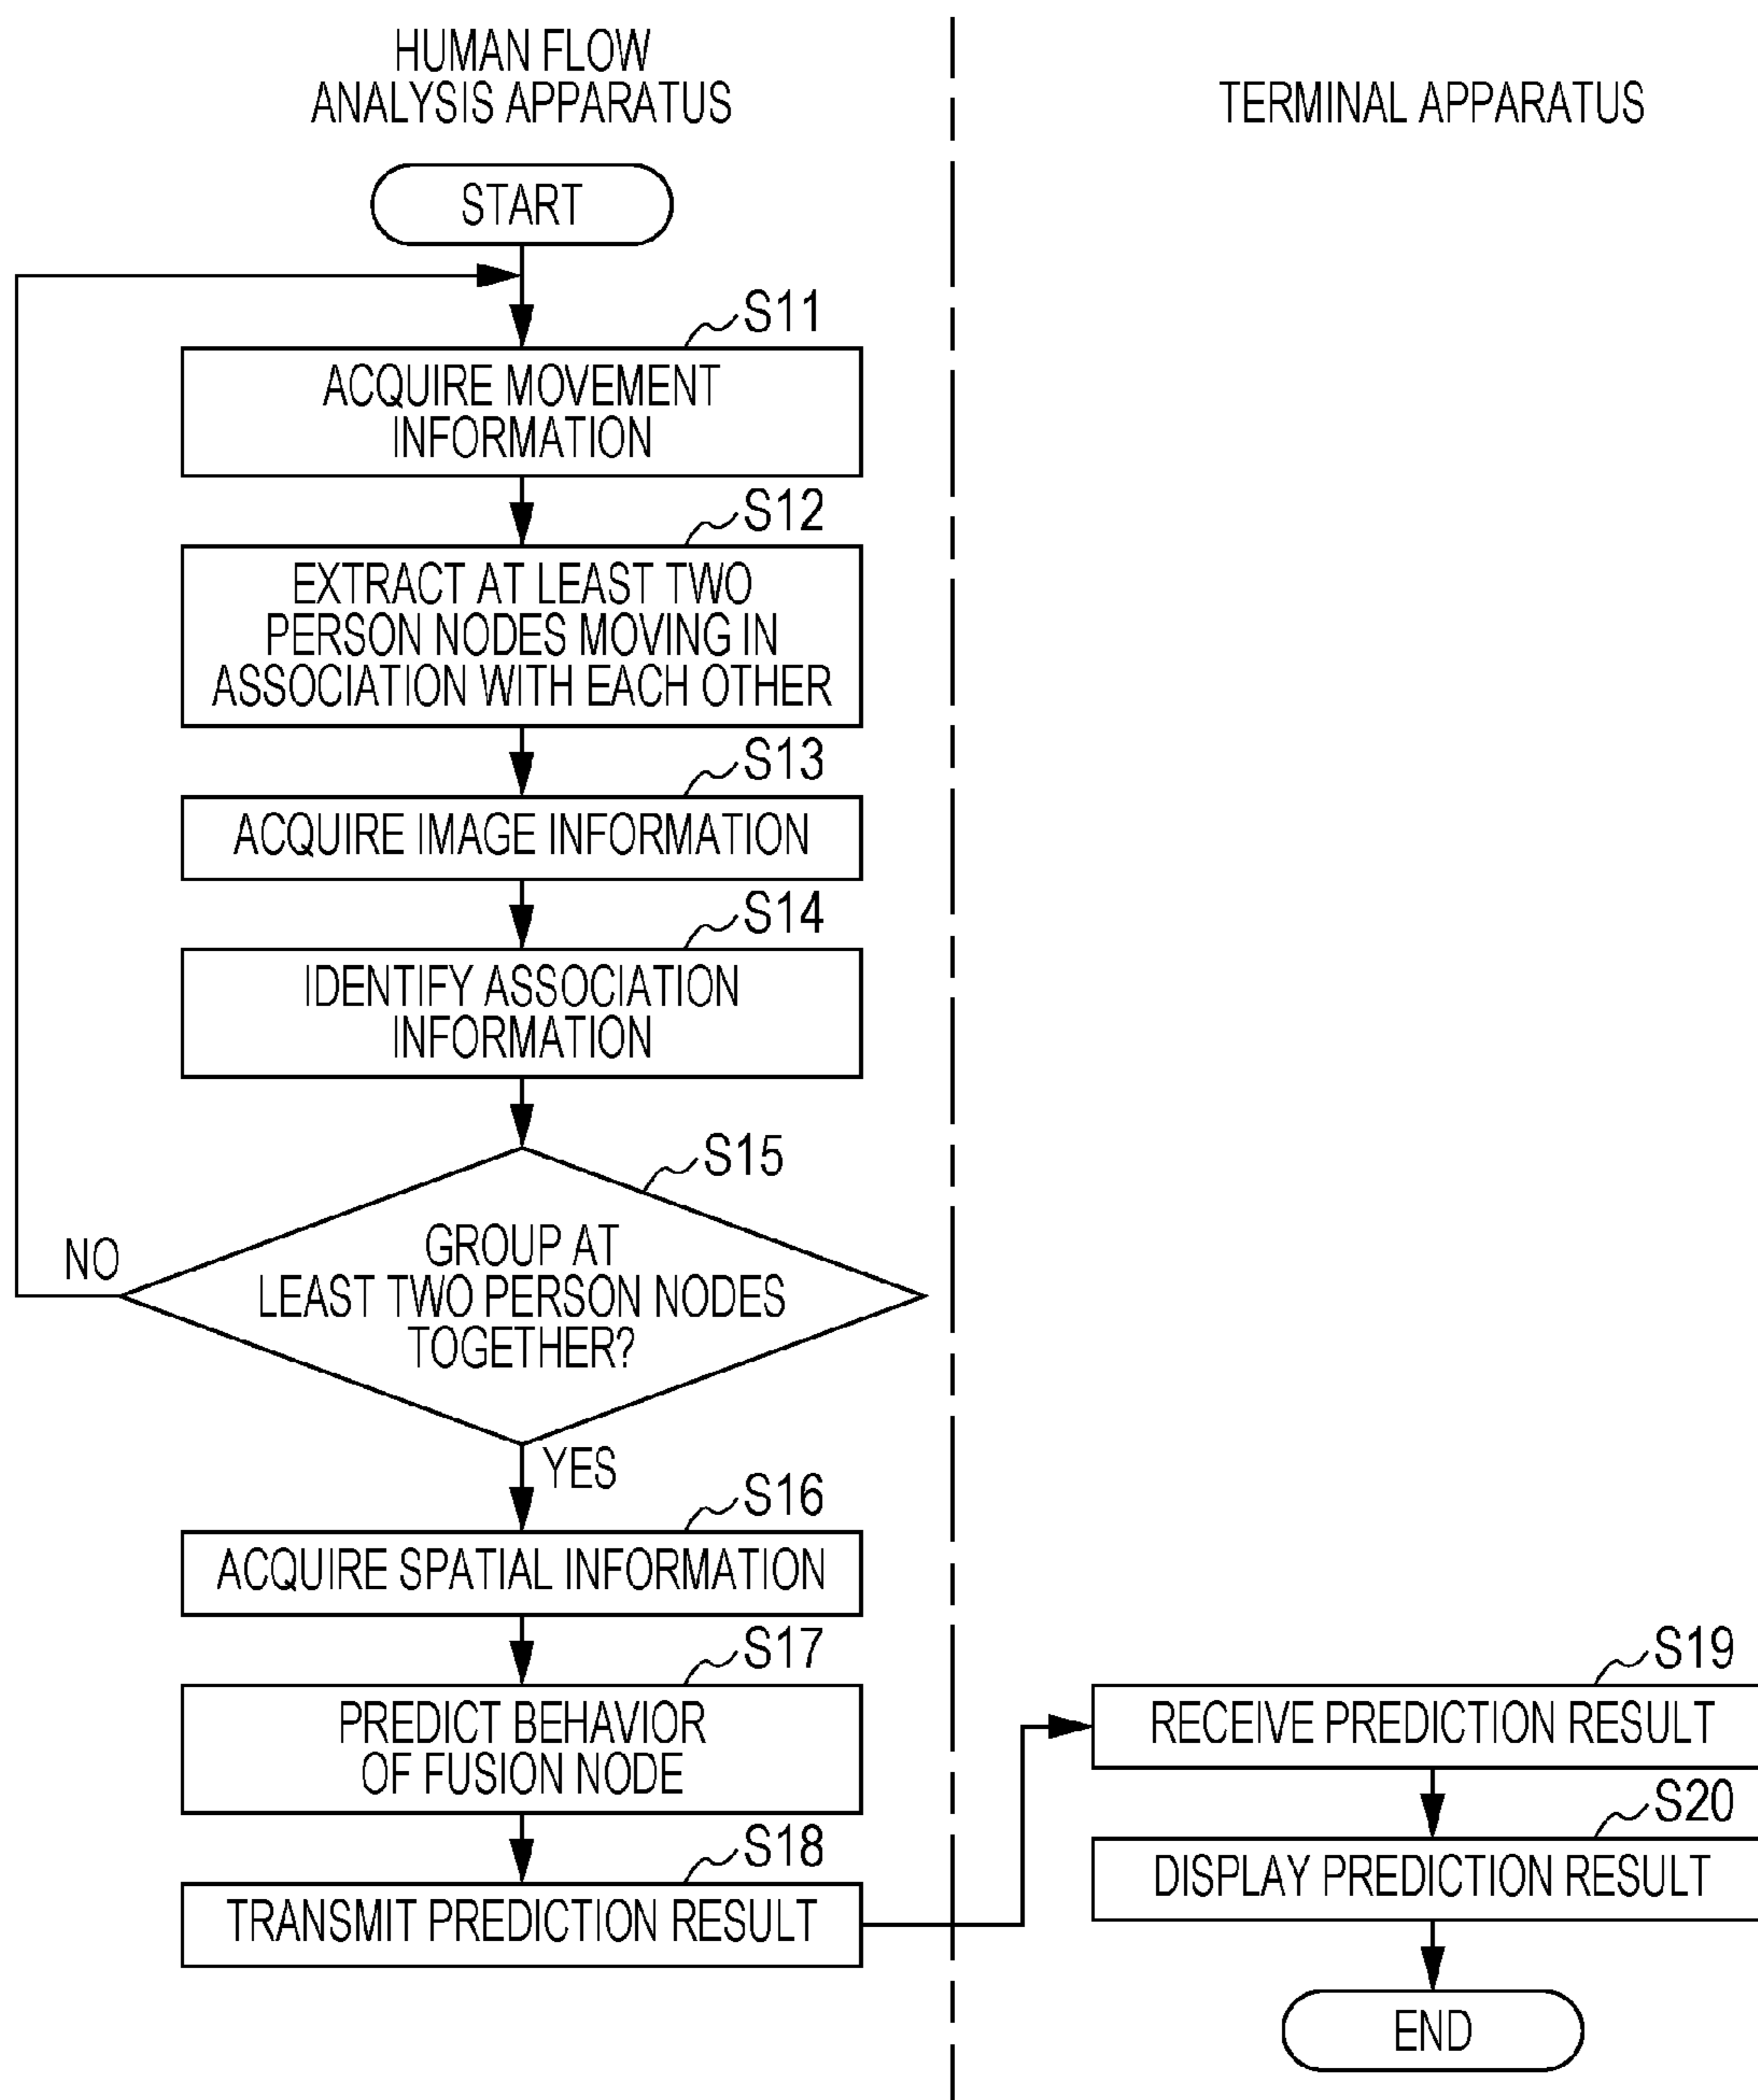 HUMAN FLOW
ANALYSIS APPARATUS
TERMINAL APPARATUS
START
S11
ACQUIRE MOVEMENT
INFORMATION
S12
EXTRACT AT LEAST TWO
PERSON NODES MOVING IN
ASSOCIATION WITH EACH OTHER
S13
ACQUIRE IMAGE INFORMATION
S14
IDENTIFY ASSOCIATION
INFORMATION
S15
GROUP AT
LEAST TWO PERSON NODES
TOGETHER?
NO
YES
S16
ACQUIRE SPATIAL INFORMATION
S17
PREDICT BEHAVIOR
OF FUSION NODE
S18
TRANSMIT PREDICTION RESULT
S19
RECEIVE PREDICTION RESULT
S20
DISPLAY PREDICTION RESULT
END